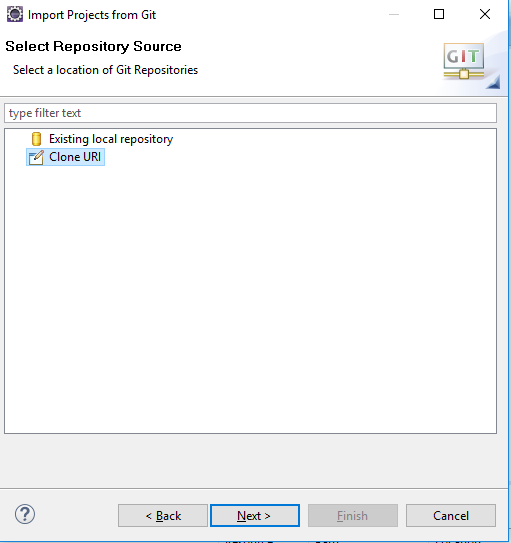 Import Projects from Git
Select Repository Source
Select a location of Git Repositories
GIT
type filter text
Existing local repository
Clone URI
< Back
Next >
Finish
Cancel